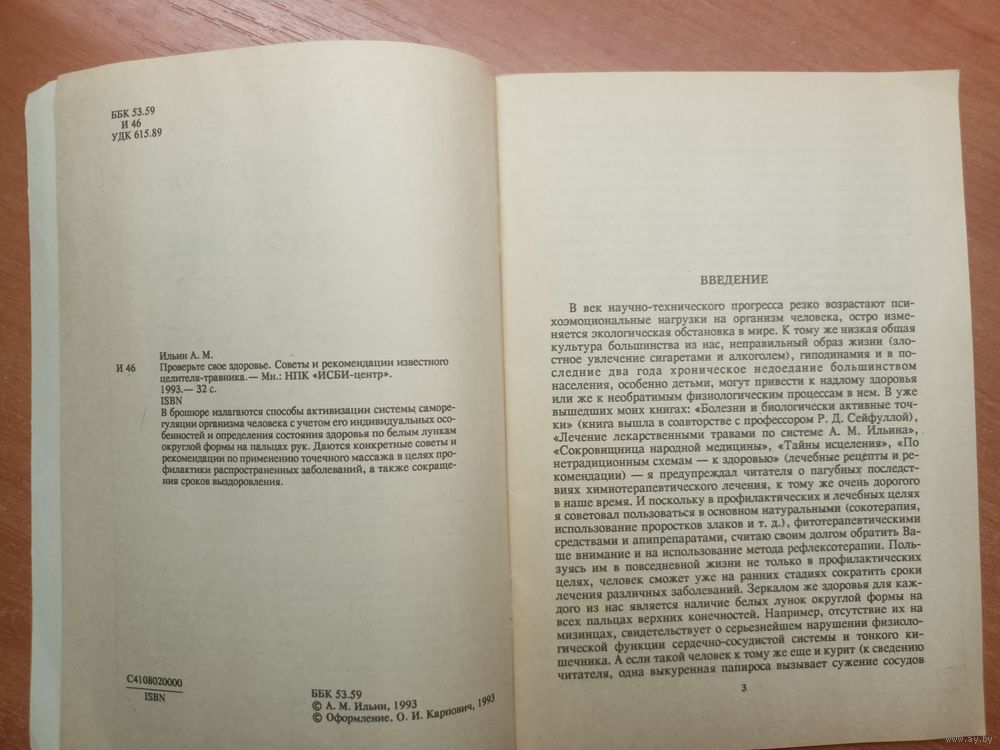 ББК 53.59
И 46
УДК 615.89
Ильин А. М.
И 46 Проверьте свое здоровье. Советы и рекомендации известного
целителя-травника.— Мн.: НПК «ИСБИ-центр».
1993.— 32 с.
ISBN
В брошюре излагаются способы активизации системы саморе-
гуляции организма человека с учетом его индивидуальных осо-
бенностей и определения состояния здоровья по белым лункам
округлой формы на пальцах рук. Даются конкретные советы и
рекомендации по применению точечного массажа в целях про-
филактики распространенных заболеваний, а также сокраще-
ния сроков выздоровления.
С4108020000
ISBN
ББК 53.59
© А. М. Ильин, 1993
© Оформление, О. И. Карпович, 1993
ВВЕДЕНИЕ
В век научно-технического прогресса резко возрастают пси-
хоэмоциональные нагрузки на организм человека, остро изме-
няется экологическая обстановка в мире. К тому же низкая общая
культура большинства из нас, неправильный образ жизни (зло-
стное увлечение сигаретами и алкоголем), гиподинамия и в по-
следние два года хроническое недоедание большинством
населения, особенно детьми, могут привести к надлому здоровья
или же к необратимым физиологическим процессам в нем. В уже
вышедших моих книгах: «Болезни и биологически активные точ-
ки» (книга вышла в соавторстве с профессором Р. Д. Сейфуллой),
«Лечение лекарственными травами по системе А. М. Ильина»,
«Сокровищница народной медицины», «Тайны исцеления», «По
нетрадиционным схемам — к здоровью» (лечебные рецепты и ре-
комендации) — я предупреждал читателя о пагубных последст-
виях химиотерапевтического лечения, к тому же очень дорогого
в наше время. И поскольку в профилактических и лечебных целях
я советовал пользоваться в основном натуральными (сокотерапия,
использование проростков злаков и т. д.), фитотерапевтическими
средствами и апипрепаратами, считаю своим долгом обратить Ва-
ше внимание и на использование метода рефлексотерапии. Поль-
зуясь им в повседневной жизни не только в профилактических
целях, человек сможет уже на ранних стадиях сократить сроки
лечения различных заболеваний. Зеркалом же здоровья для каж-
дого из нас является наличие белых лунок округлой формы на
всех пальцах верхних конечностей. Например, отсутствие их на
мизинцах, свидетельствует о серьезнейшем нарушении физиоло-
гической функции сердечно-сосудистой системы и тонкого ки-
шечника. А если такой человек к тому же еще и курит (к сведению
читателя, одна выкуренная папироса вызывает сужение сосудов
3
www.ay.by